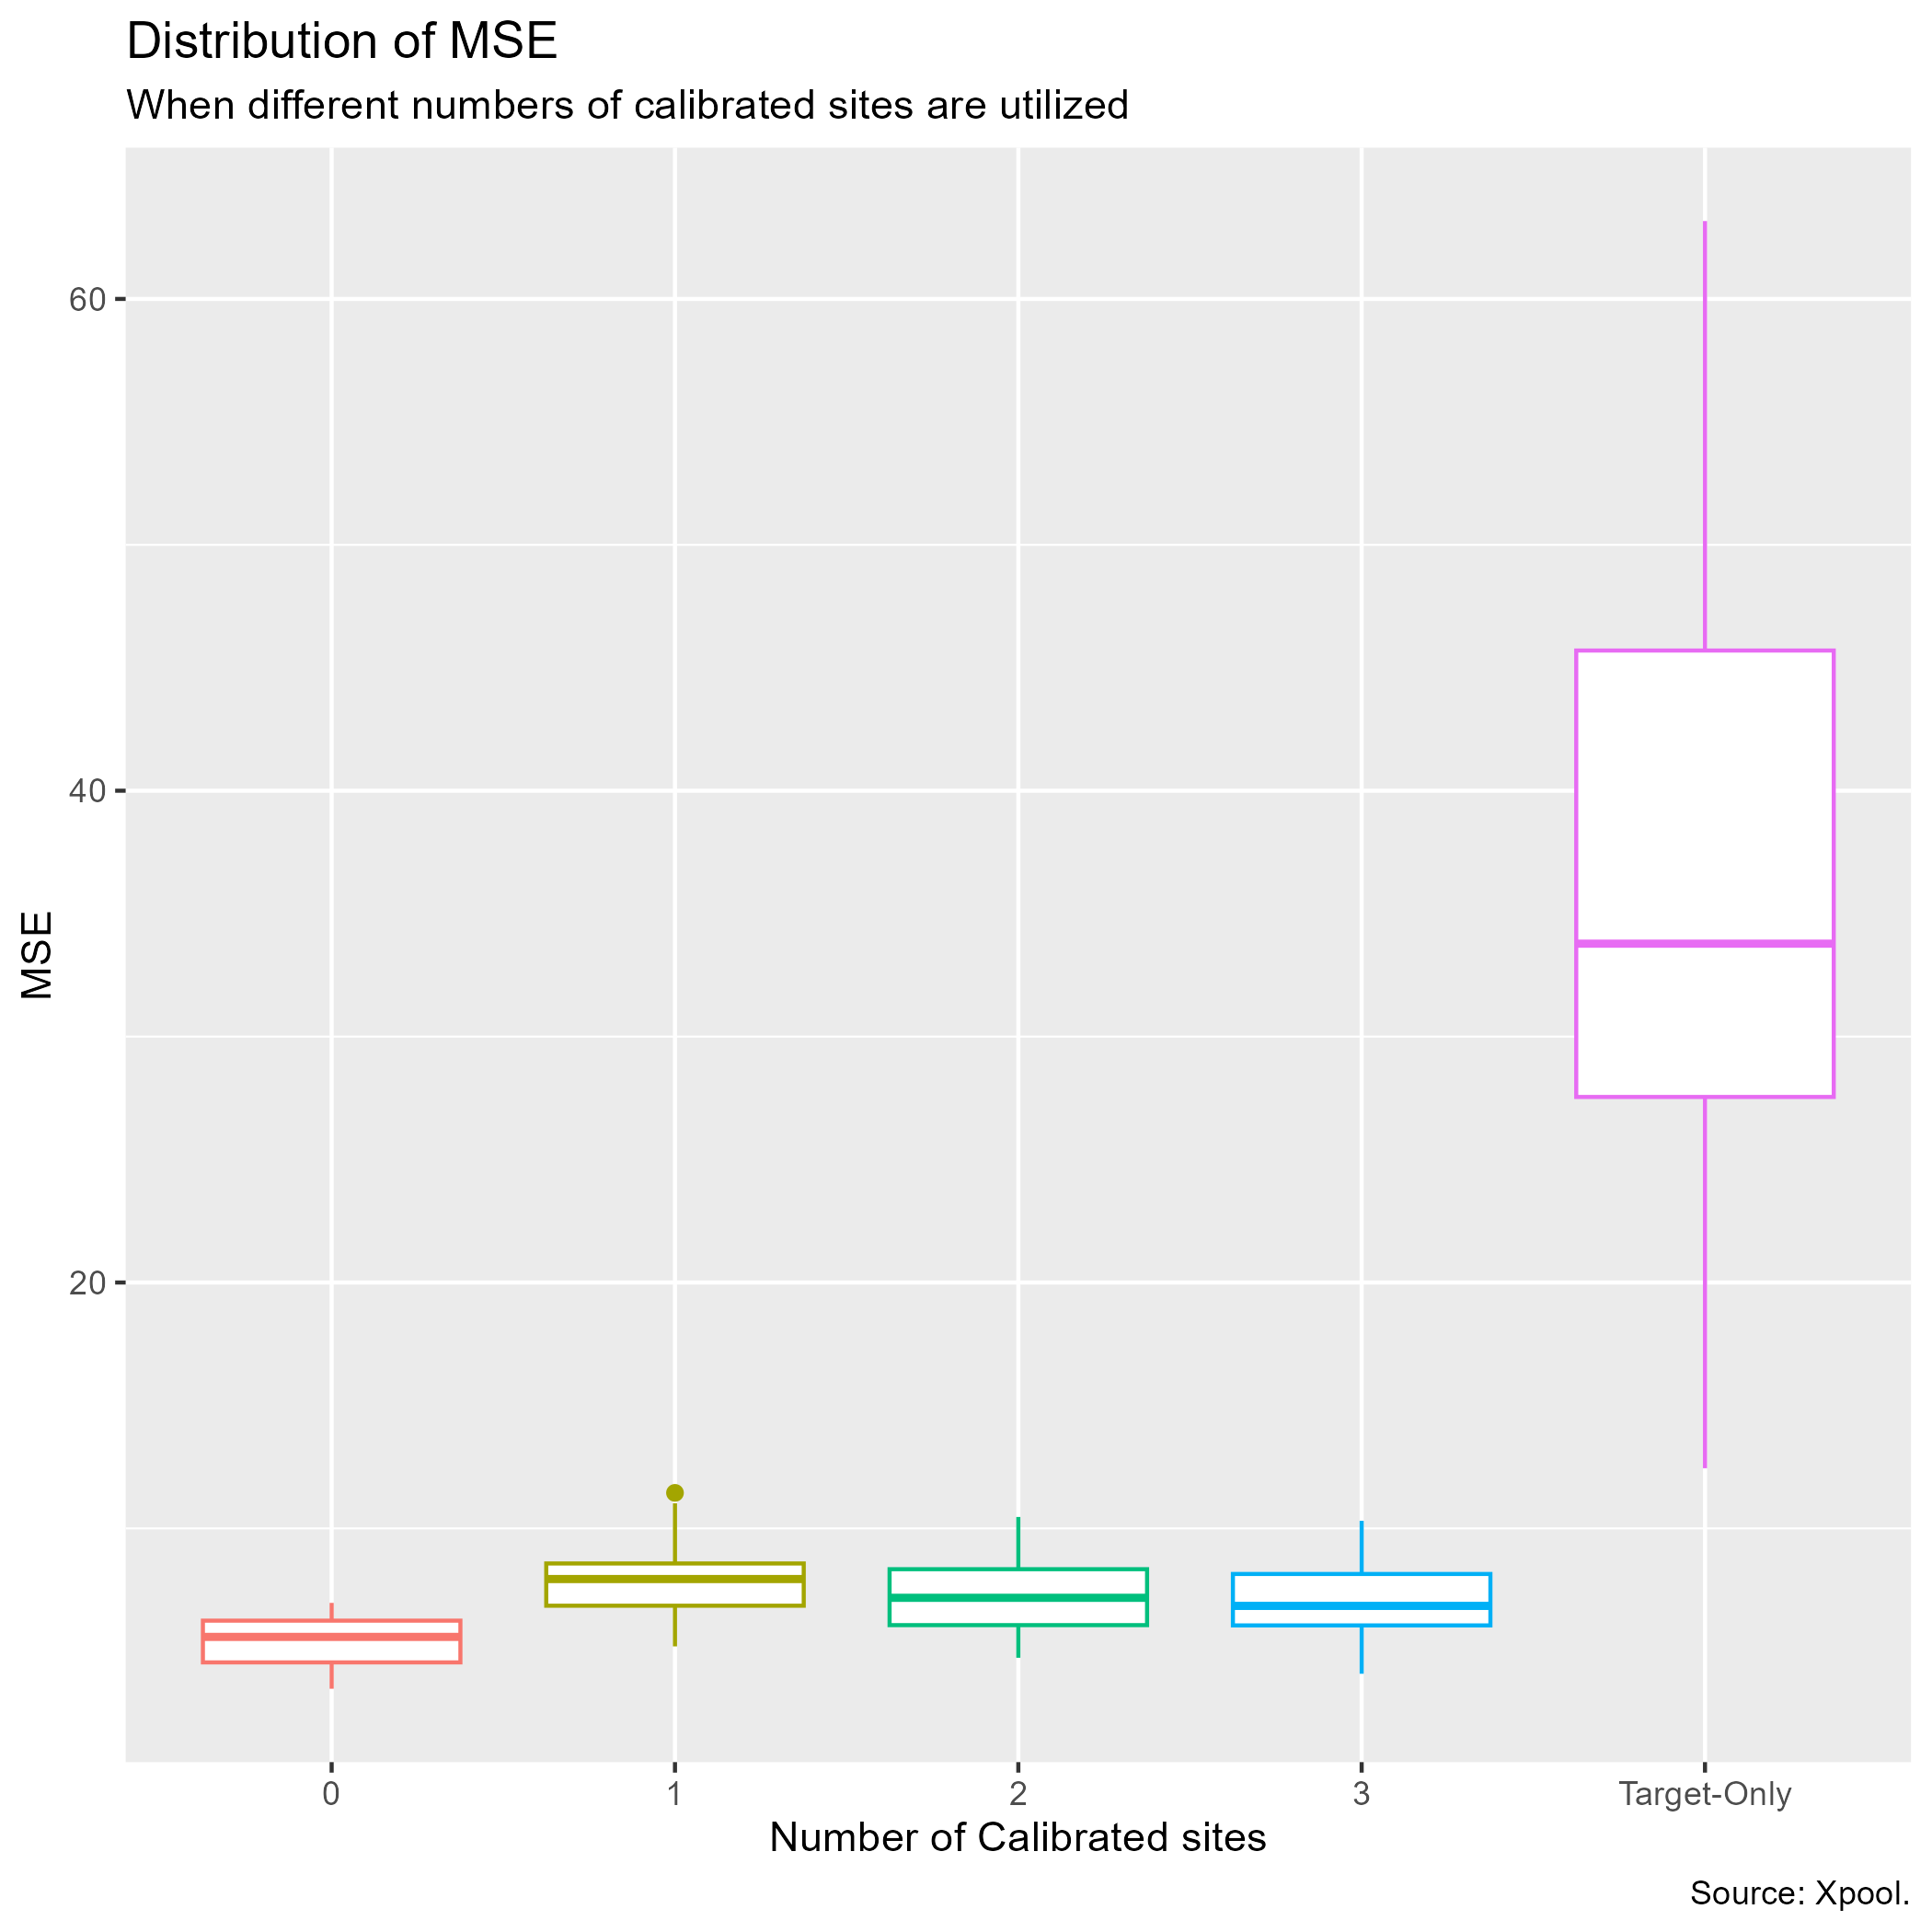 Distribution of MSE
When different numbers of calibrated sites are utilized
60
40
20
MSE
0 1 2 3 Target-Only
Number of Calibrated sites
Source: Xpool.